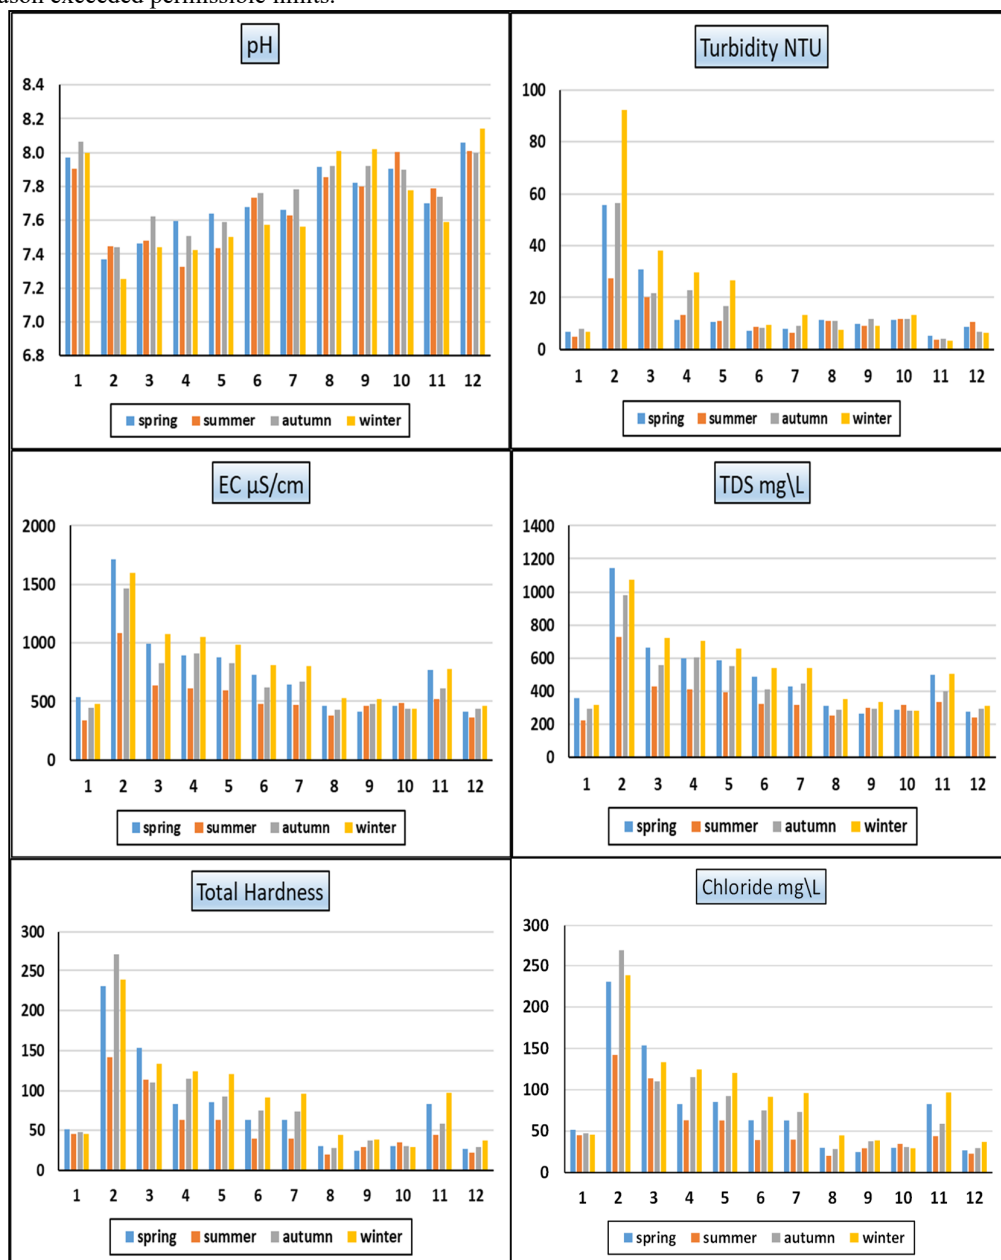 ason exceeded permissible limits.
pH
8.4
8.2
8.0
7.8
7.6
7.4
7.2
7.0
6.8
1 2 3 4 5 6 7 8 9 10 11 12
spring summer autumn winter
Turbidity NTU
100
80
60
40
20
0
1 2 3 4 5 6 7 8 9 10 11 12
spring summer autumn winter
EC µS/cm
2000
1500
1000
500
0
1 2 3 4 5 6 7 8 9 10 11 12
spring summer autumn winter
TDS mg\L
1400
1200
1000
800
600
400
200
0
1 2 3 4 5 6 7 8 9 10 11 12
spring summer autumn winter
Total Hardness
300
250
200
150
100
50
0
1 2 3 4 5 6 7 8 9 10 11 12
spring summer autumn winter
Chloride mg\L
300
250
200
150
100
50
0
1 2 3 4 5 6 7 8 9 10 11 12
spring summer autumn winter